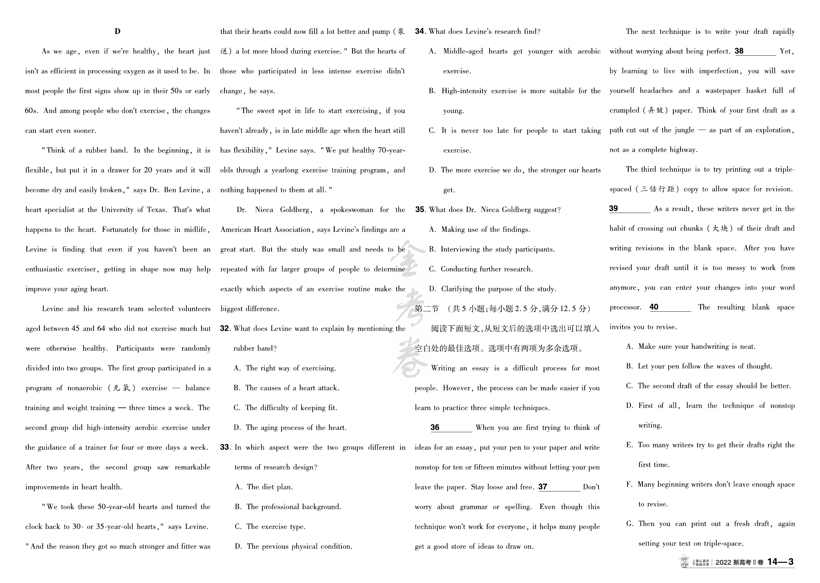 D
As we age, even if we're healthy, the heart just
isn't as efficient in processing oxygen as it used to be. In
most people the first signs show up in their 50s or early
60s. And among people who don't exercise, the changes
can start even sooner.
"Think of a rubber band. In the beginning, it is
flexible, but put it in a drawer for 20 years and it will
become dry and easily broken," says Dr. Ben Levine, a
heart specialist at the University of Texas. That's what
happens to the heart. Fortunately for those in midlife,
Levine is finding that even if you haven't been an
enthusiastic exerciser, getting in shape now may help
improve your aging heart.
Levine and his research team selected volunteers
aged between 45 and 64 who did not exercise much but
were otherwise healthy. Participants were randomly
divided into two groups. The first group participated in a
program of nonaerobic (无氧) exercise — balance
training and weight training — three times a week. The
second group did high-intensity aerobic exercise under
the guidance of a trainer for four or more days a week.
After two years, the second group saw remarkable
improvements in heart health.
"We took these 50-year-old hearts and turned the
clock back to 30- or 35-year-old hearts," says Levine.
"And the reason they got so much stronger and fitter was
that their hearts could now fill a lot better and pump (泵
送) a lot more blood during exercise." But the hearts of
those who participated in less intense exercise didn't
change, he says.
"The sweet spot in life to start exercising, if you
haven't already, is in late middle age when the heart still
has flexibility," Levine says. "We put healthy 70-year-
olds through a yearlong exercise training program, and
nothing happened to them at all."
Dr. Nieca Goldberg, a spokeswoman for the
American Heart Association, says Levine's findings are a
great start. But the study was small and needs to be
repeated with far larger groups of people to determine
exactly which aspects of an exercise routine make the
biggest difference.
32. What does Levine want to explain by mentioning the
rubber band?
A. The right way of exercising.
B. The causes of a heart attack.
C. The difficulty of keeping fit.
D. The aging process of the heart.
33. In which aspect were the two groups different in
terms of research design?
A. The diet plan.
B. The professional background.
C. The exercise type.
D. The previous physical condition.
34. What does Levine's research find?
A. Middle-aged hearts get younger with aerobic
exercise.
B. High-intensity exercise is more suitable for the
young.
C. It is never too late for people to start taking
exercise.
D. The more exercise we do, the stronger our hearts
get.
35. What does Dr. Nieca Goldberg suggest?
A. Making use of the findings.
B. Interviewing the study participants.
C. Conducting further research.
D. Clarifying the purpose of the study.
第二节 (共5小题;每小题2.5分,满分12.5分)
阅读下面短文,从短文后的选项中选出可以填入
空白处的最佳选项。选项中有两项为多余选项。
Writing an essay is a difficult process for most
people. However, the process can be made easier if you
learn to practice three simple techniques.
36 When you are first trying to think of
ideas for an essay, put your pen to your paper and write
nonstop for ten or fifteen minutes without letting your pen
leave the paper. Stay loose and free. 37 Don't
worry about grammar or spelling. Even though this
technique won't work for everyone, it helps many people
get a good store of ideas to draw on.
The next technique is to write your draft rapidly
without worrying about being perfect. 38 Yet,
by learning to live with imperfection, you will save
yourself headaches and a wastepaper basket full of
crumpled (弄皱) paper. Think of your first draft as a
path cut out of the jungle — as part of an exploration,
not as a complete highway.
The third technique is to try printing out a triple-
spaced (三倍行距) copy to allow space for revision.
39 As a result, these writers never get in the
habit of crossing out chunks (大块) of their draft and
writing revisions in the blank space. After you have
revised your draft until it is too messy to work from
anymore, you can enter your changes into your word
processor. 40 The resulting blank space
invites you to revise.
A. Make sure your handwriting is neat.
B. Let your pen follow the waves of thought.
C. The second draft of the essay should be better.
D. First of all, learn the technique of nonstop
writing.
E. Too many writers try to get their drafts right the
first time.
F. Many beginning writers don't leave enough space
to revise.
G. Then you can print out a fresh draft, again
setting your text on triple-space.
金考卷
2022 新高考Ⅱ卷 14—3